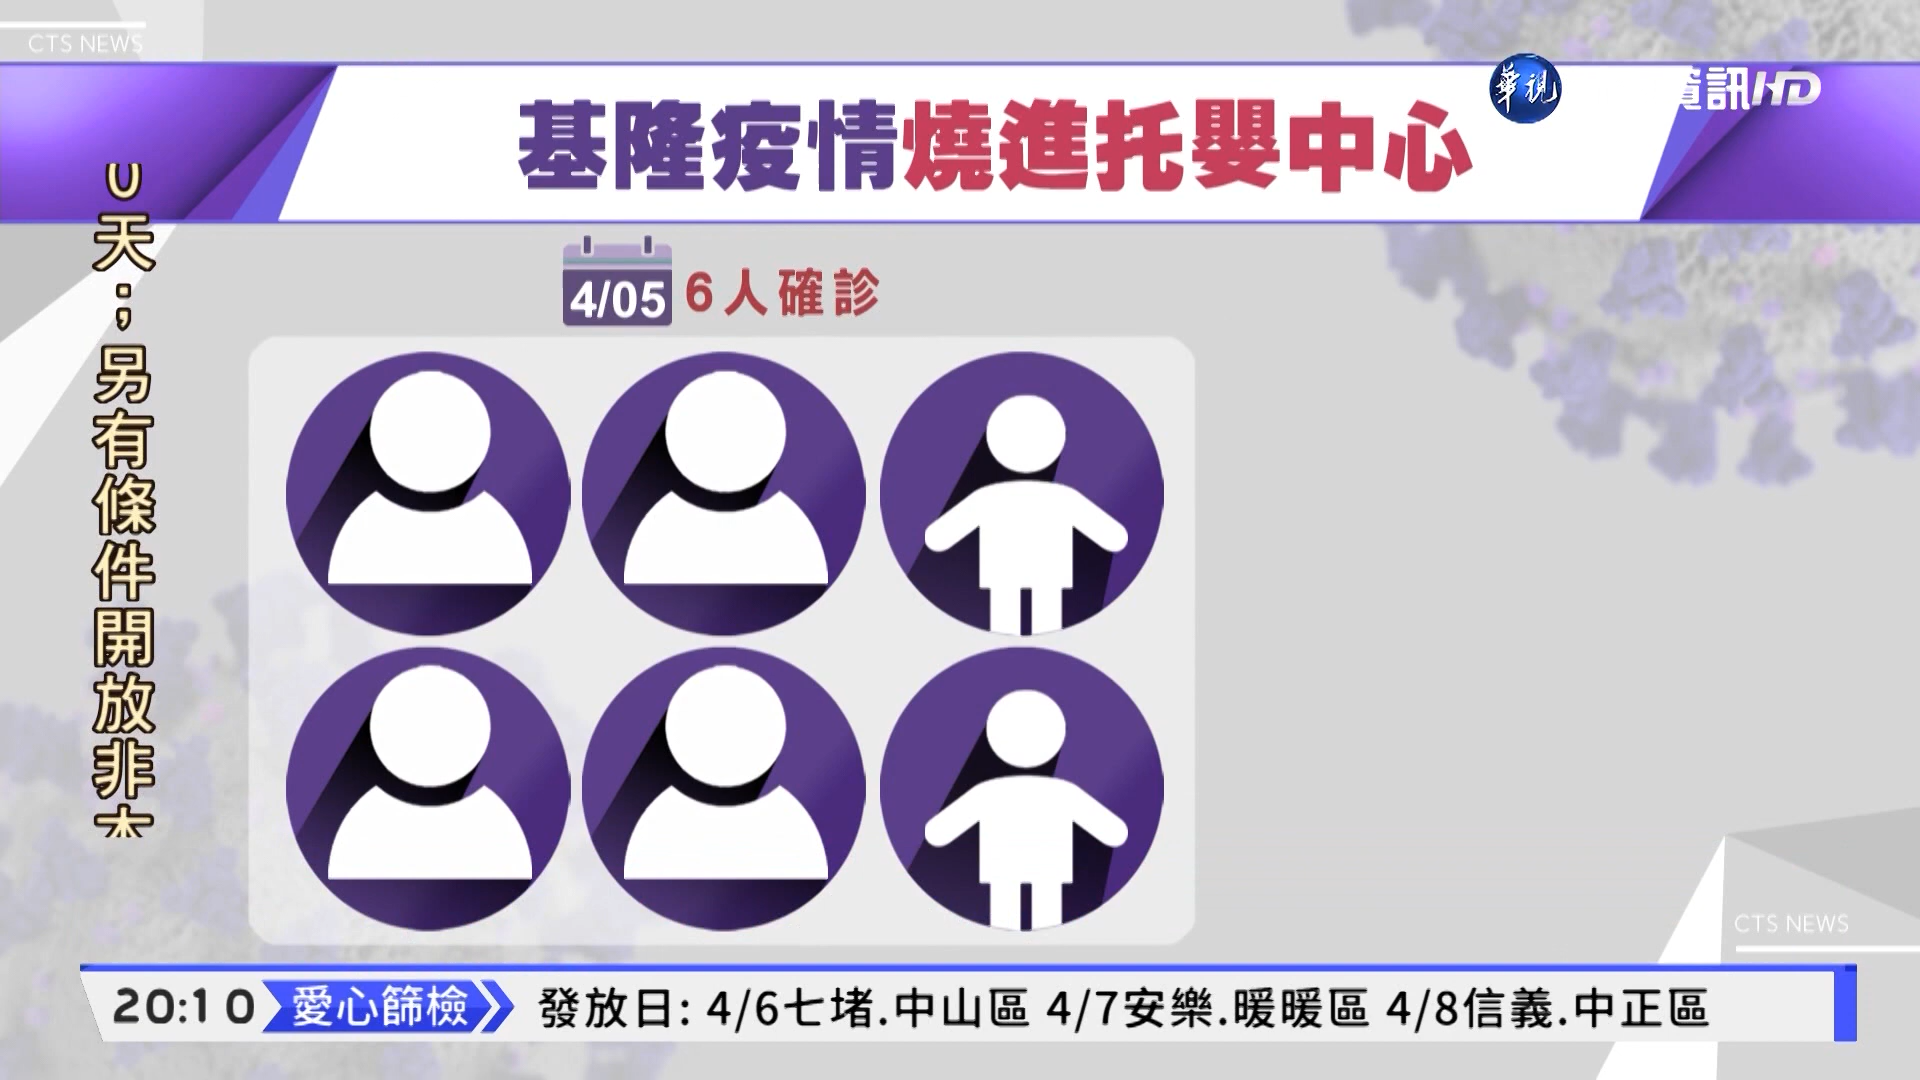 CTS NEWS
華視
資訊HD
基隆疫情燒進托嬰中心
4/05 6人確診
天；另有條件開放非
CTS NEWS
20:10 愛心篩檢 發放日: 4/6七堵.中山區 4/7安樂.暖暖區 4/8信義.中正區